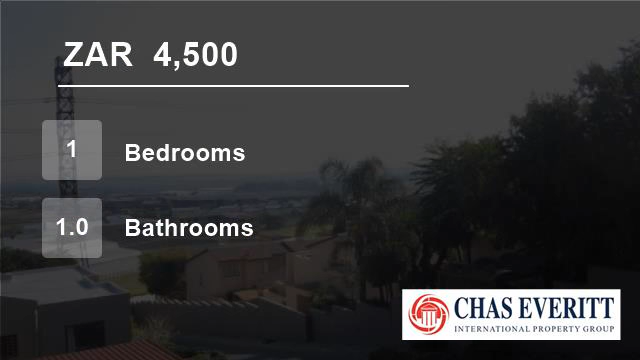 ZAR 4,500
1 Bedrooms
1.0 Bathrooms
CHAS EVERITT
INTERNATIONAL PROPERTY GROUP